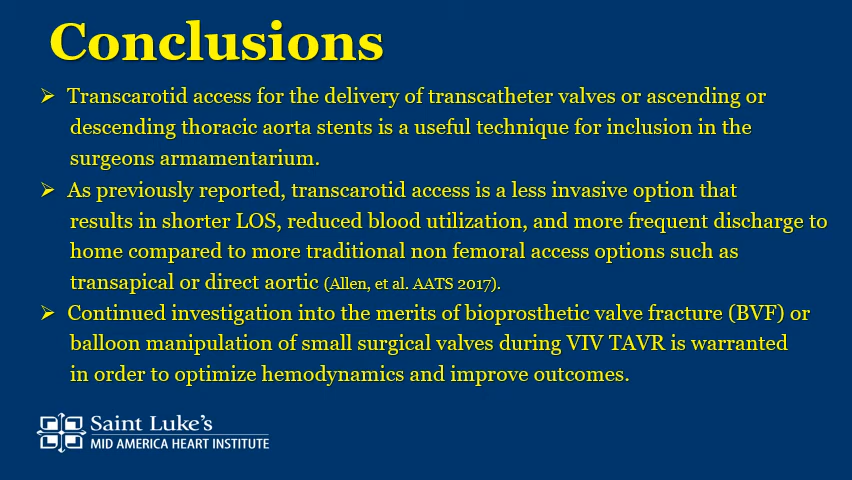 Conclusions
➢ Transcarotid access for the delivery of transcatheter valves or ascending or
descending thoracic aorta stents is a useful technique for inclusion in the
surgeons armamentarium.
➢ As previously reported, transcarotid access is a less invasive option that
results in shorter LOS, reduced blood utilization, and more frequent discharge to
home compared to more traditional non femoral access options such as
transapical or direct aortic (Allen, et al. AATS 2017).
➢ Continued investigation into the merits of bioprosthetic valve fracture (BVF) or
balloon manipulation of small surgical valves during VIV TAVR is warranted
in order to optimize hemodynamics and improve outcomes.
Saint Luke's
MID AMERICA HEART INSTITUTE